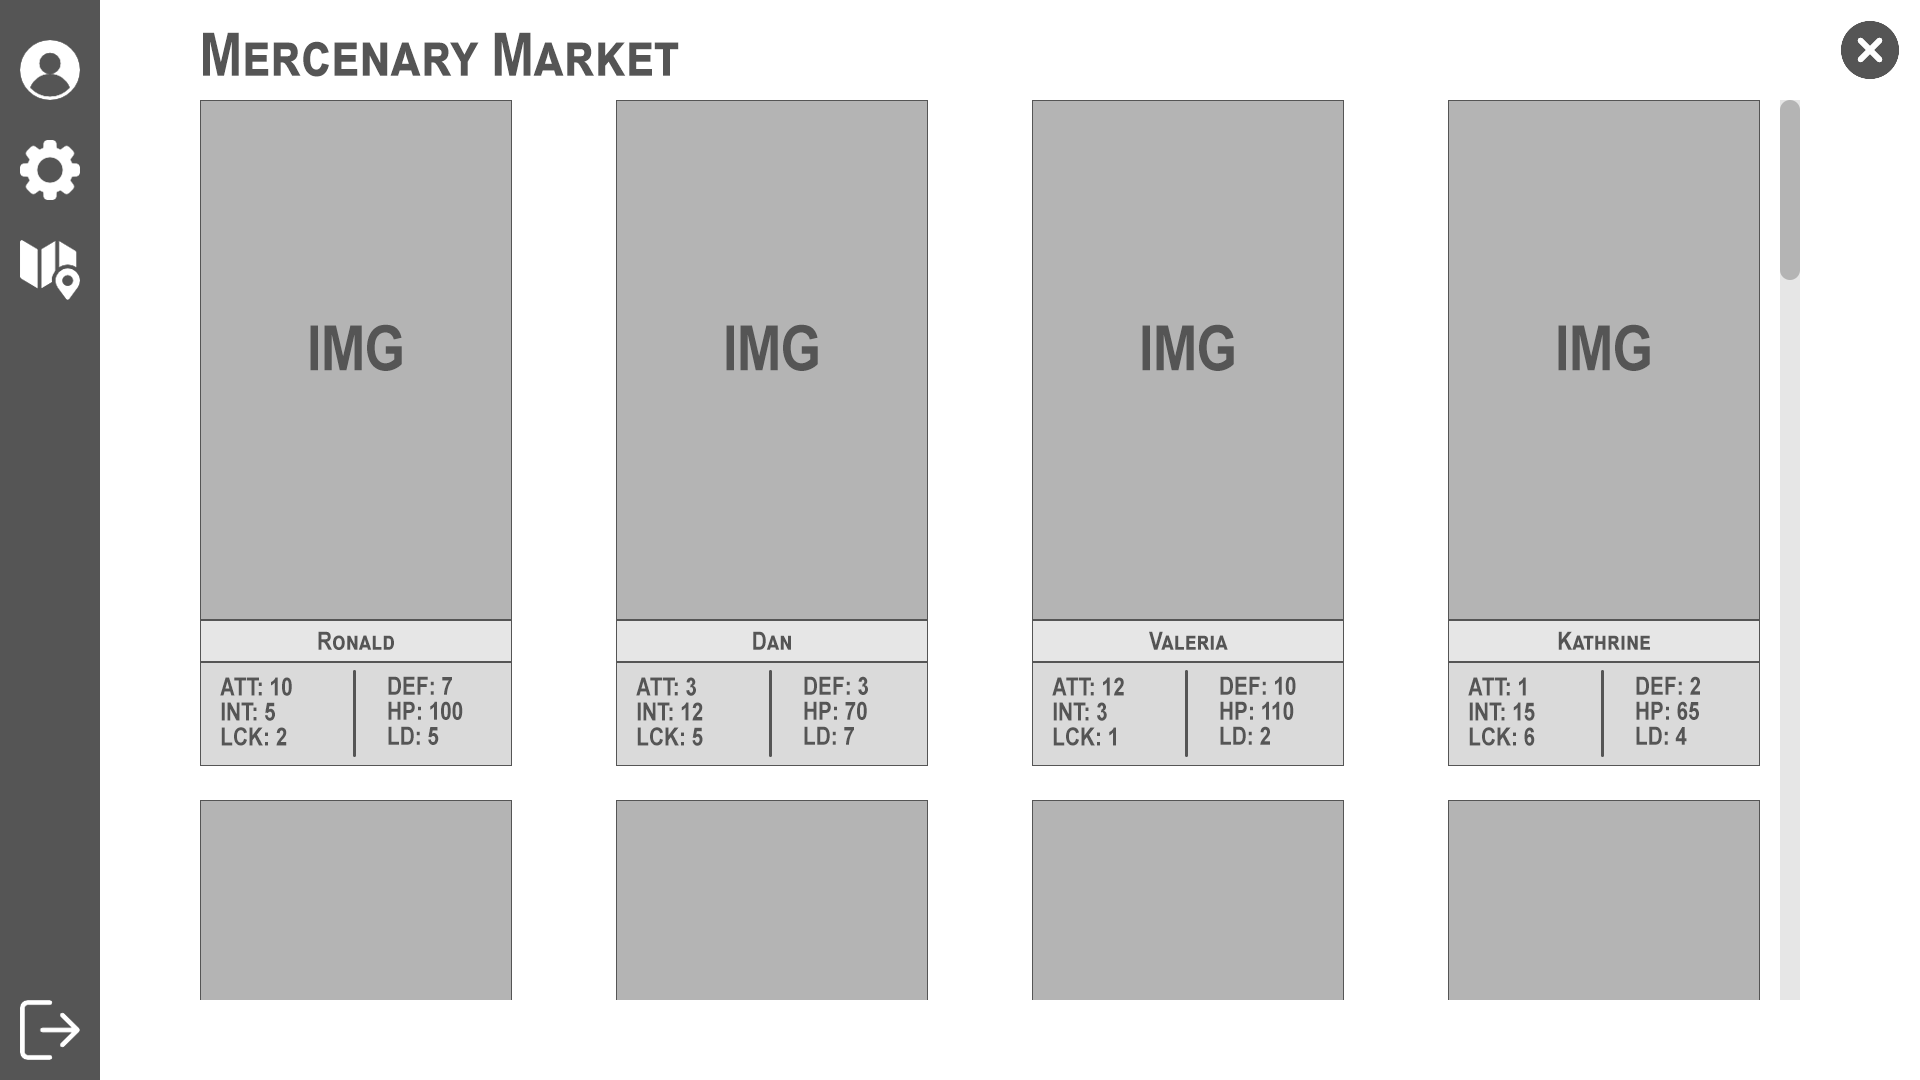 Mercenary Market
IMG
IMG
IMG
IMG
Ronald
Dan
Valeria
Kathrine
ATT: 10
INT: 5
LCK: 2
DEF: 7
HP: 100
LD: 5
ATT: 3
INT: 12
LCK: 5
DEF: 3
HP: 70
LD: 7
ATT: 12
INT: 3
LCK: 1
DEF: 10
HP: 110
LD: 2
ATT: 1
INT: 15
LCK: 6
DEF: 2
HP: 65
LD: 4